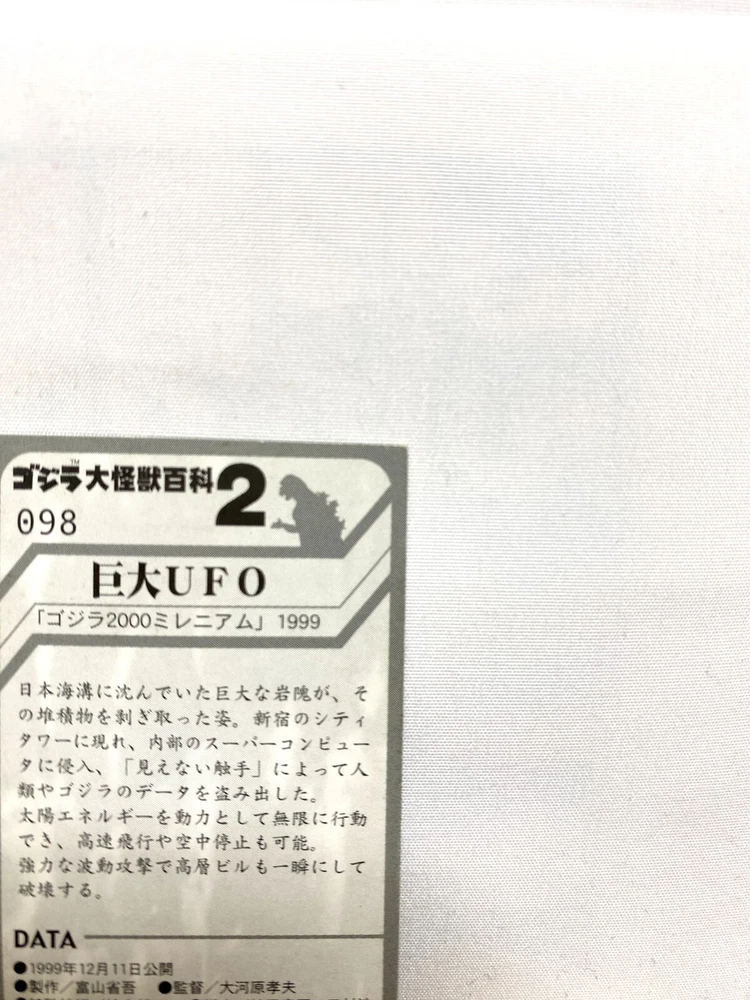 ゴジラ™大怪獣百科2
098
巨大UFO
「ゴジラ2000ミレニアム」1999
日本海溝に沈んでいた巨大な岩隗が、そ
の堆積物を剥ぎ取った姿。新宿のシティ
タワーに現れ、内部のスーパーコンピュー
タに侵入、「見えない触手」によって人
類やゴジラのデータを盗み出した。
太陽エネルギーを動力として無限に行動
でき、高速飛行や空中停止も可能。
強力な波動攻撃で高層ビルも一瞬にして
破壊する。
DATA
●1999年12月11日公開
●製作／富山省吾 ●監督／大河原孝夫